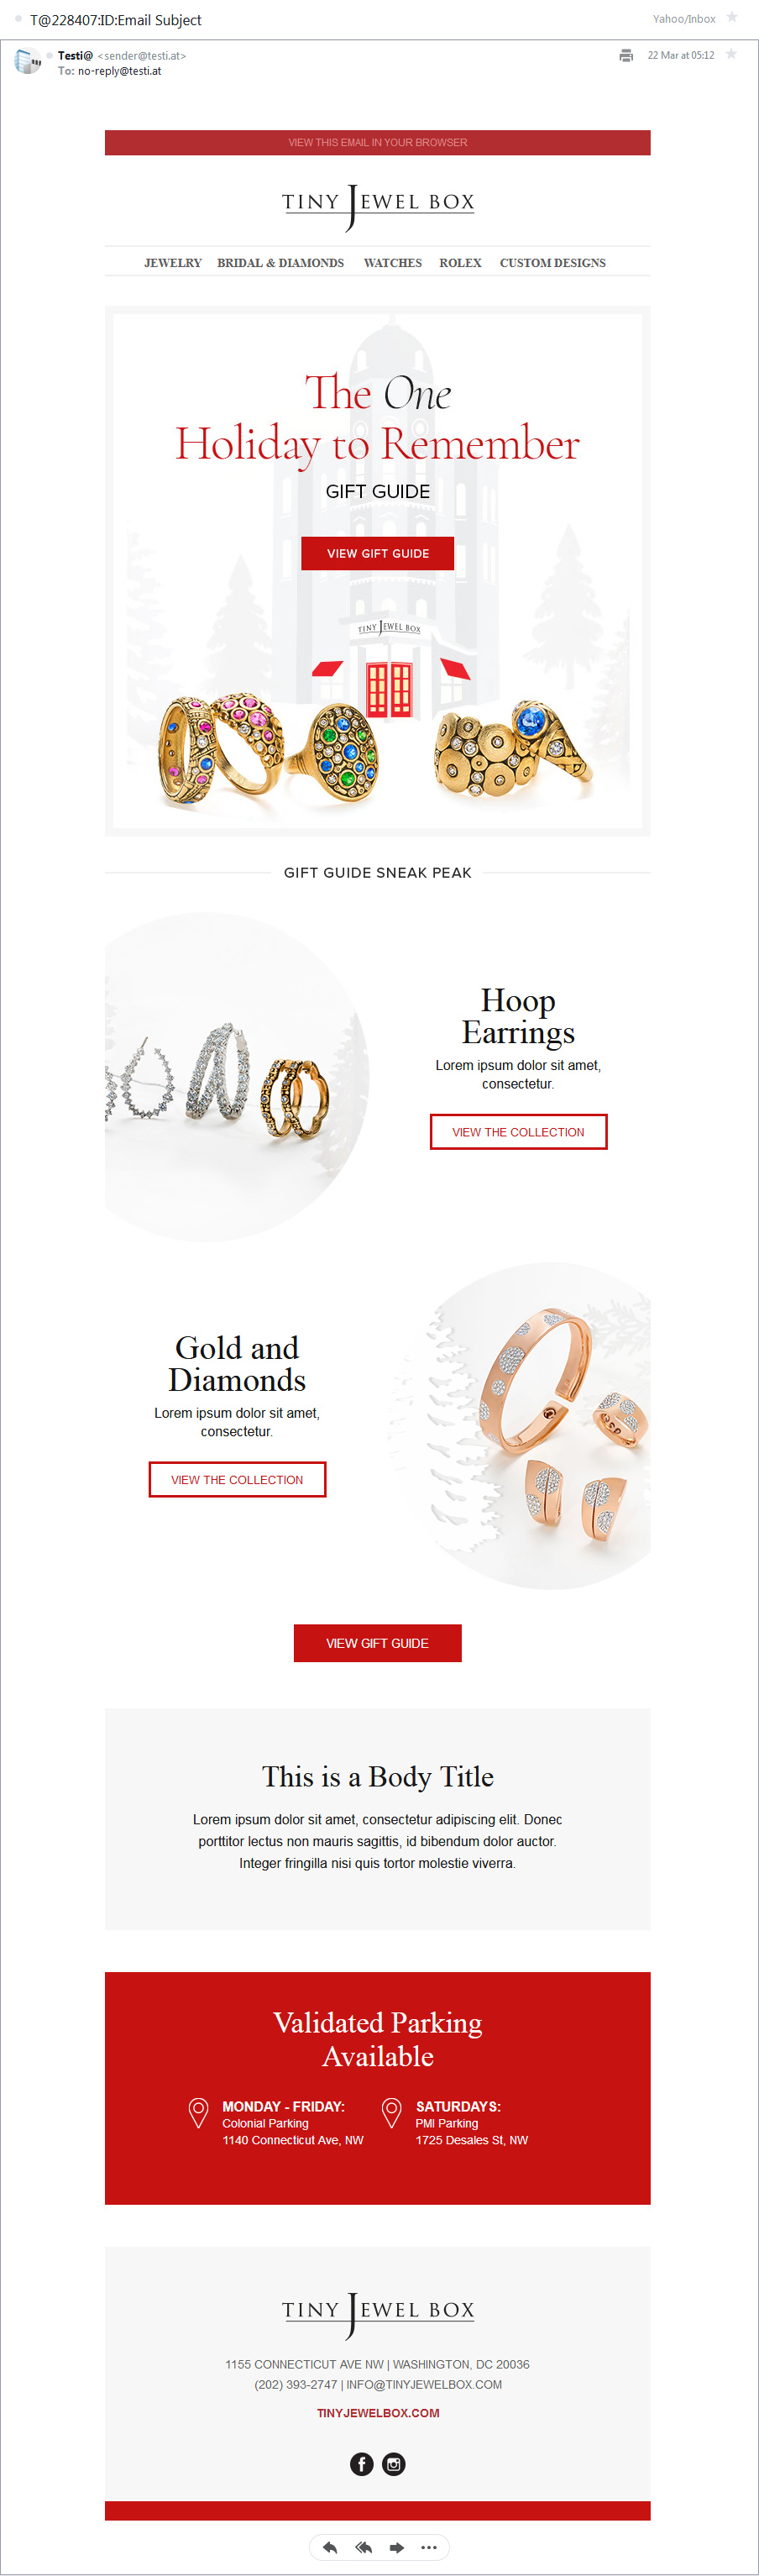 T@228407:ID:Email Subject
Yahoo/Inbox
Testi@ <sender@testi.at>
22 Mar at 05:12
To: no-reply@testi.at
VIEW THIS EMAIL IN YOUR BROWSER
TINY JEWEL BOX
JEWELRY BRIDAL & DIAMONDS WATCHES ROLEX CUSTOM DESIGNS
The One
Holiday to Remember
GIFT GUIDE
VIEW GIFT GUIDE
TINY JEWEL BOX
GIFT GUIDE SNEAK PEAK
Hoop
Earrings
Lorem ipsum dolor sit amet,
consectetur.
VIEW THE COLLECTION
Gold and
Diamonds
Lorem ipsum dolor sit amet,
consectetur.
VIEW THE COLLECTION
VIEW GIFT GUIDE
This is a Body Title
Lorem ipsum dolor sit amet, consectetur adipiscing elit. Donec
porttitor lectus non mauris sagittis, id bibendum dolor auctor.
Integer fringilla nisi quis tortor molestie viverra.
Validated Parking
Available
MONDAY - FRIDAY:
Colonial Parking
1140 Connecticut Ave, NW
SATURDAYS:
PMI Parking
1725 Desales St, NW
TINY JEWEL BOX
1155 CONNECTICUT AVE NW | WASHINGTON, DC 20036
(202) 393-2747 | INFO@TINYJEWELBOX.COM
TINYJEWELBOX.COM